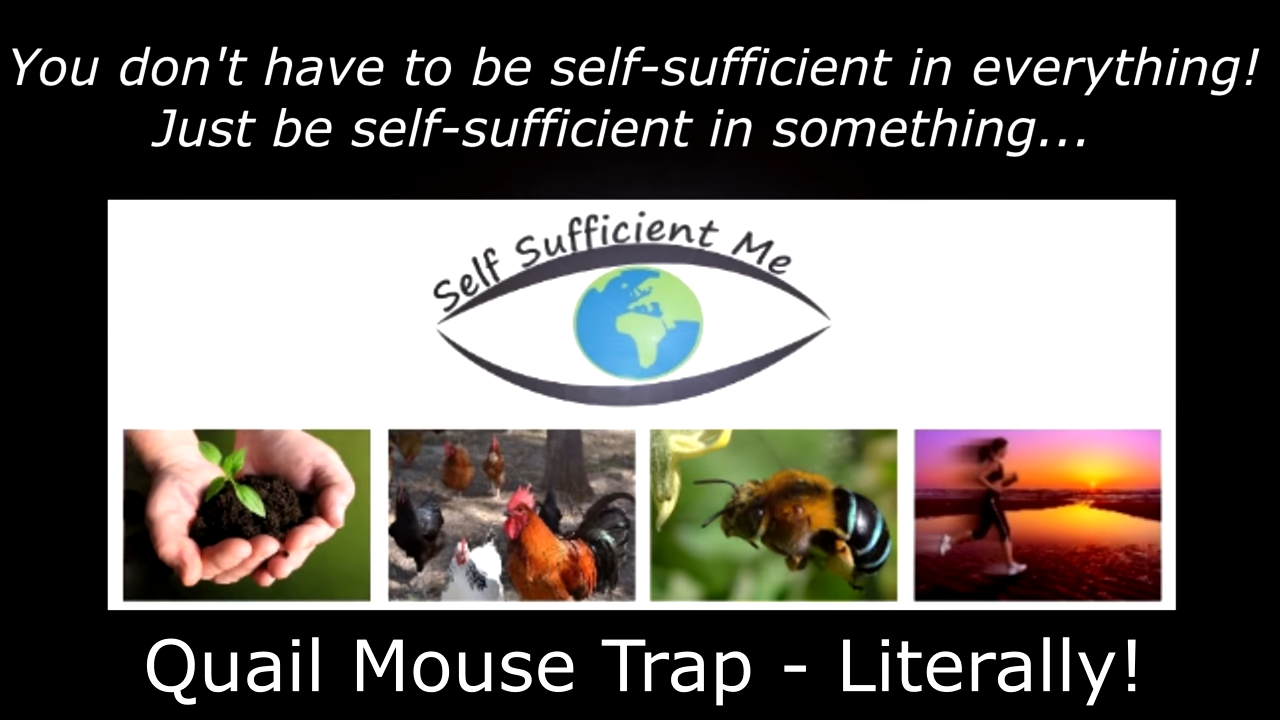 You don't have to be self-sufficient in everything!
Just be self-sufficient in something...
Self Sufficient Me
Quail Mouse Trap - Literally!